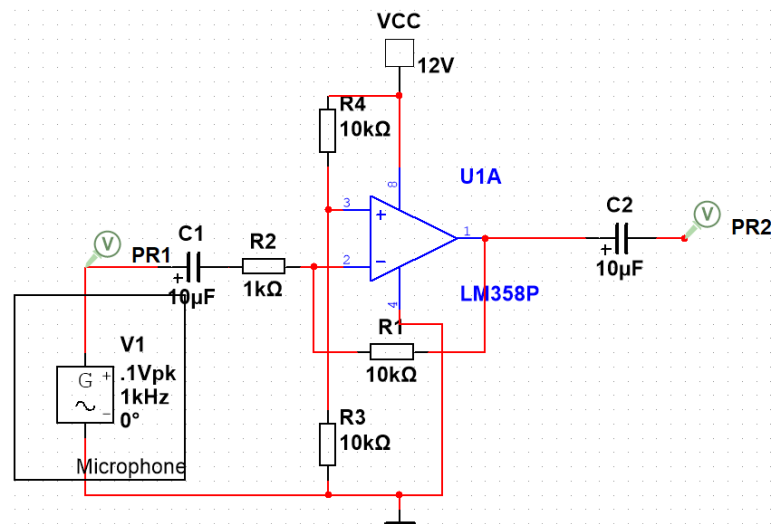 VCC
12V
R4
10kΩ
U1A
8
3
+
1
2
−
4
LM358P
V
PR1
C1
+
10µF
R2
1kΩ
C2
+
10µF
V
PR2
R1
10kΩ
V1
G
+
−
.1Vpk
1kHz
0°
Microphone
R3
10kΩ